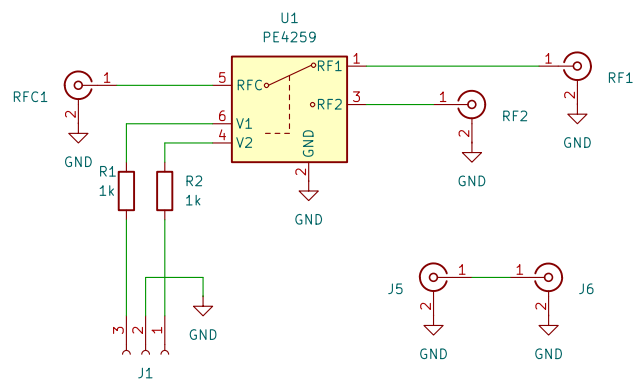 U1
PE4259
RFC1
1
2
GND
5
RFC
RF1
1
1
RF1
2
GND
RF2
3
1
RF2
2
GND
6
V1
4
V2
GND
2
GND
R1
1k
R2
1k
GND
3
2
1
J1
J5
1
1
J6
2
2
GND
GND